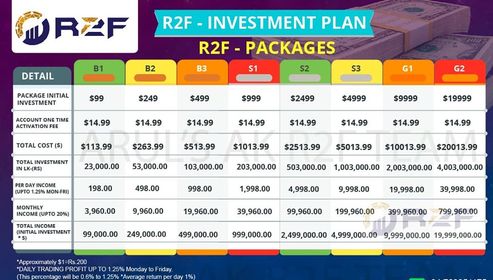 R2F
R2F - INVESTMENT PLAN
R2F - PACKAGES
DETAIL B1 B2 B3 S1 S2 S3 G1 G2
PACKAGE INITIAL
INVESTMENT $99 $249 $499 $999 $2499 $4999 $9999 $19999
ACCOUNT ONE TIME
ACTIVATION FEE $14.99 $14.99 $14.99 $14.99 $14.99 $14.99 $14.99 $14.99
TOTAL COST ($) $113.99 $263.99 $513.99 $1013.99 $2513.99 $5013.99 $10013.99 $20013.99
TOTAL INVESTMENT
IN LK-(RS) 23,000.00 53,000.00 103,000.00 203,000.00 503,000.00 1,003,000.00 2,003,000.00 4,003,000.00
PER DAY INCOME
(UPTO 1.25% MON-FRI) 198.00 498.00 998.00 1,998.00 4,998.00 9,998.00 19,998.00 39,998.00
MONTHLY
INCOME (UPTO 20%) 3,960.00 9,960.00 19,960.00 39,960.00 99,960.00 199,960.00 399,960.00 799,960.00
TOTAL INCOME
(INITIAL INVESTMENT
* 5) 99,000.00 249,000.00 499,000.00 999,000.00 2,499,000.00 4,999,000.00 9,999,000.00 19,999,000.00
R2F
*Approximately $1=Rs.200
*DAILY TRADING PROFIT UP TO 1.25% Monday to Friday
(This percentage will be 0.6% to 1.25% *Average return per day 1%)